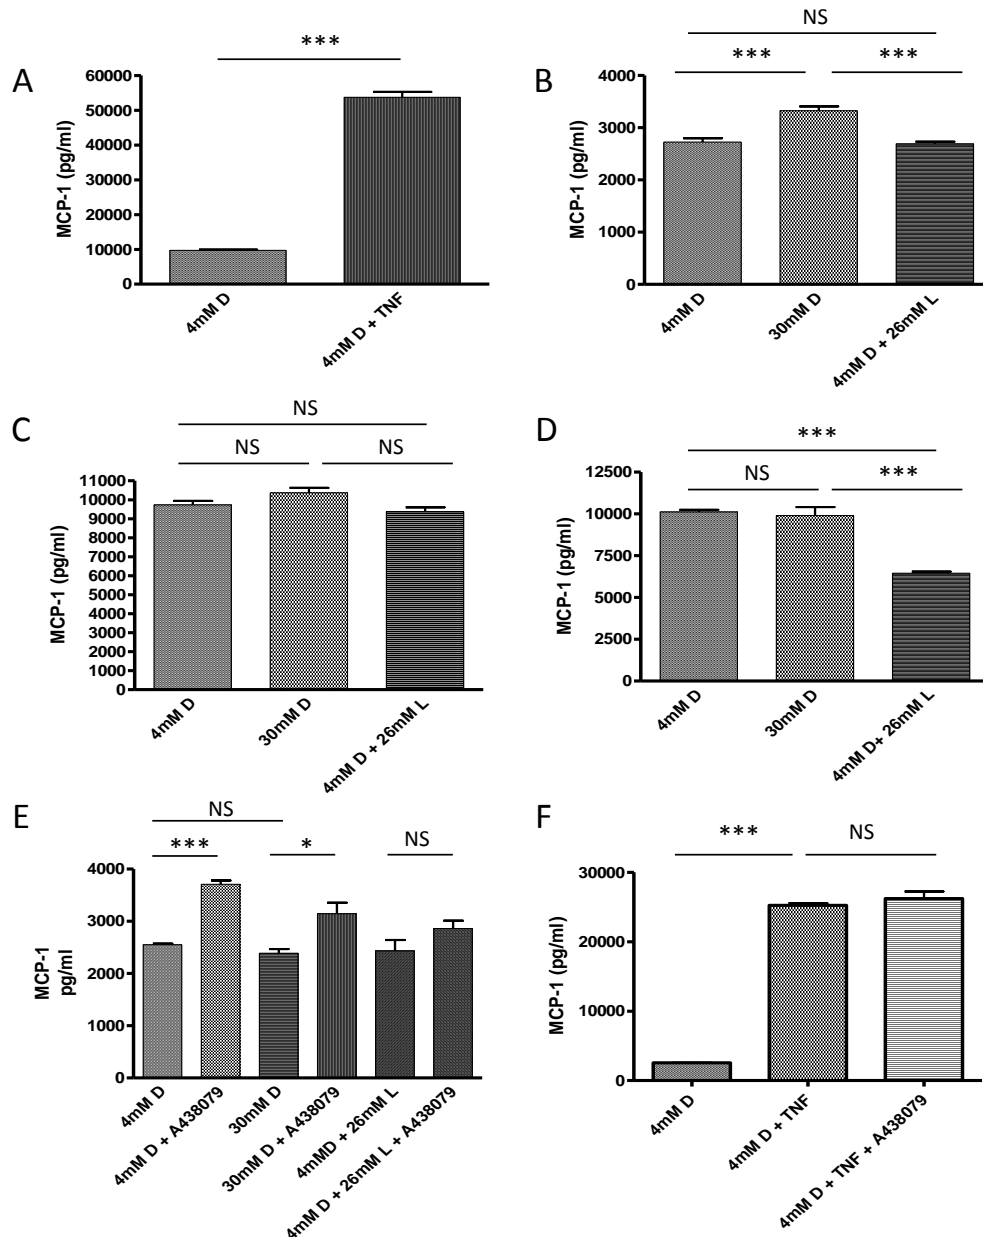 A
***
MCP-1 (pg/ml)
60000
50000
40000
30000
20000
10000
0
4mM D
4mM D + TNF
B
NS
***
***
MCP-1 (pg/ml)
4000
3000
2000
1000
0
4mM D
30mM D
4mM D + 26mM L
C
NS
NS
NS
MCP-1 (pg/ml)
11000
10000
9000
8000
7000
6000
5000
4000
3000
2000
1000
0
4mM D
30mM D
4mM D + 26mM L
D
***
NS
***
MCP-1 (pg/ml)
12500
10000
7500
5000
2500
0
4mM D
30mM D
4mM D+ 26mM L
E
NS
***
*
NS
MCP-1
pg/ml
4000
3000
2000
1000
0
4mM D
4mM D + A438079
30mM D
30mM D + A438079
4mMD + 26mM L
4mM D + 26mM L + A438079
F
***
NS
MCP-1 (pg/ml)
30000
20000
10000
0
4mM D
4mM D + TNF
4mM D + TNF + A438079